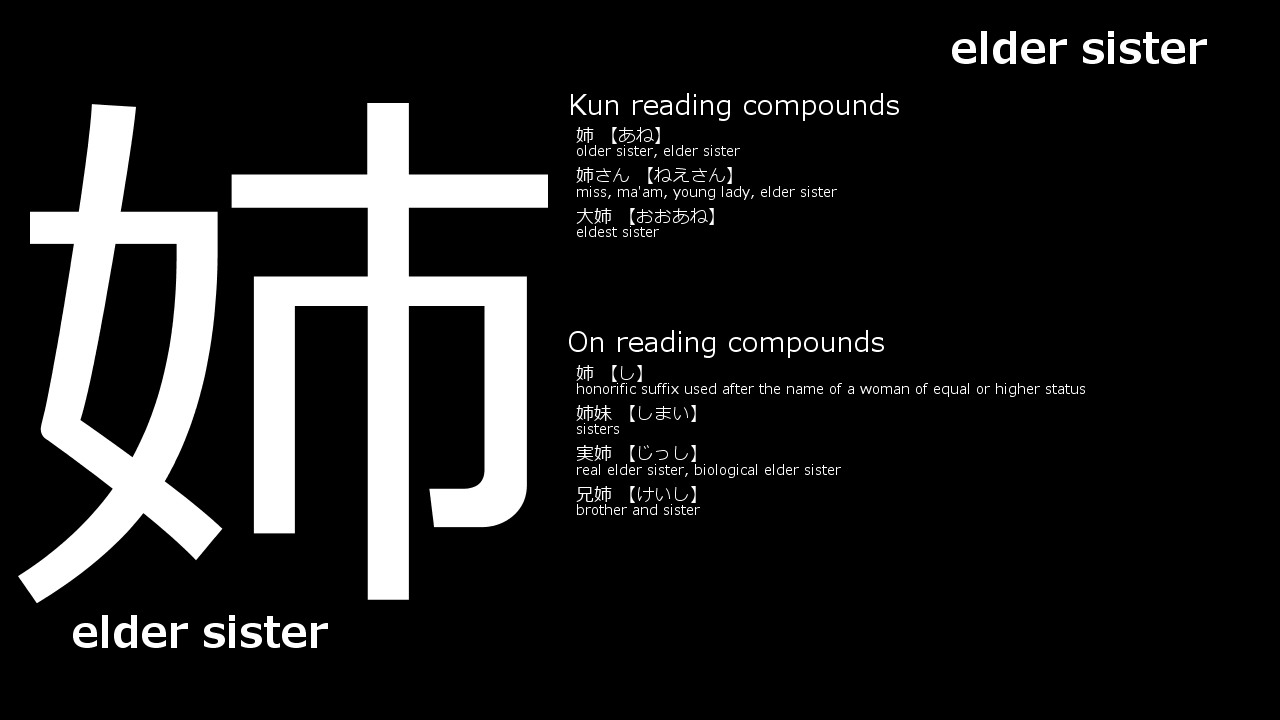 elder sister
姉
Kun reading compounds
姉 【あね】
older sister, elder sister
姉さん 【ねえさん】
miss, ma'am, young lady, elder sister
大姉 【おおあね】
eldest sister
On reading compounds
姉 【し】
honorific suffix used after the name of a woman of equal or higher status
姉妹 【しまい】
sisters
実姉 【じっし】
real elder sister, biological elder sister
兄姉 【けいし】
brother and sister
elder sister